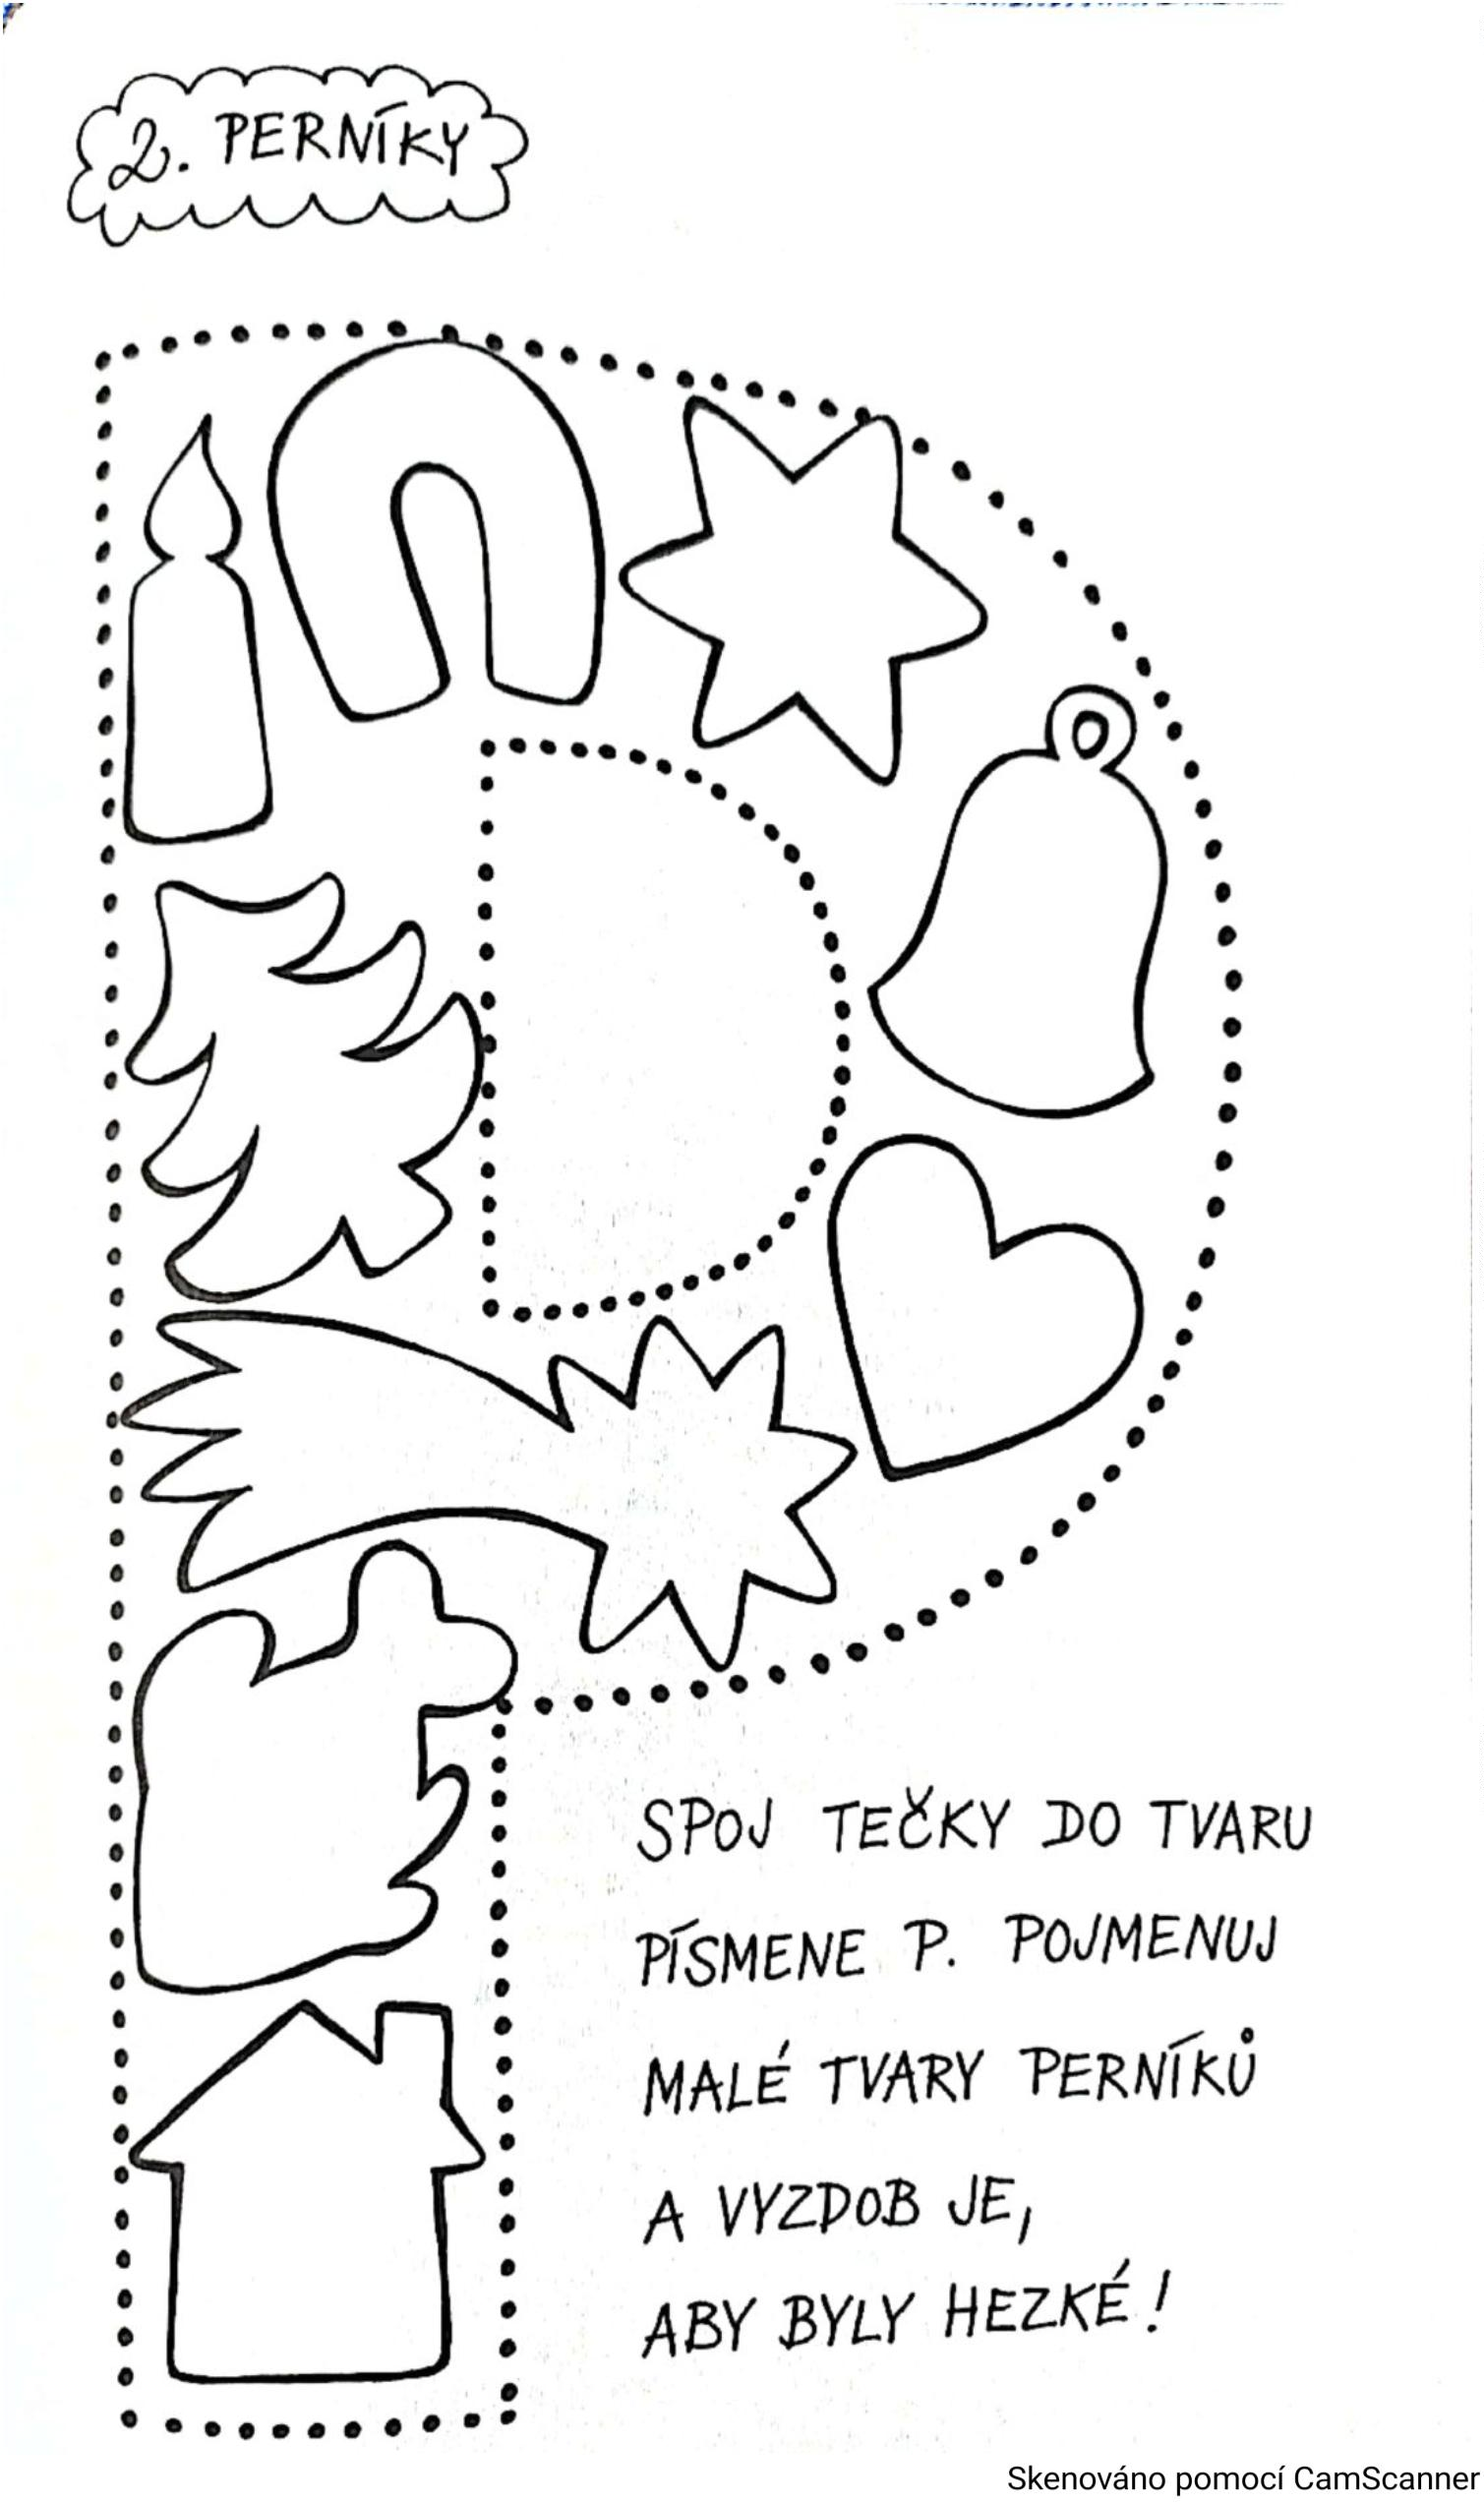 2. PERNÍKY
SPOJ TEČKY DO TVARU
PÍSMENE P. POJMENUJ
MALÉ TVARY PERNÍKŮ
A VYZDOB JE,
ABY BYLY HEZKÉ!
Skenováno pomocí CamScanner